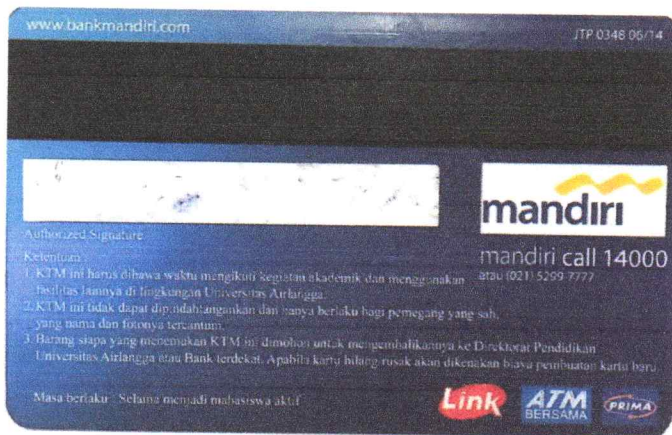 www.bankmandiri.com
JTP 0348 06/14
Authorized Signature
mandiri
Ketentuan :
mandiri call 14000
atau (021) 5299 7777
1. KTM ini harus dibawa waktu mengikuti kegiatan akademik dan menggunakan
fasilitas lainnya di lingkungan Universitas Airlangga.
2. KTM ini tidak dapat dipindahtangankan dan hanya berlaku bagi pemegang yang sah,
yang nama dan fotonya tercantum.
3. Barang siapa yang menemukan KTM ini dimohon untuk mengembalikannya ke Direktorat Pendidikan
Universitas Airlangga atau Bank terdekat. Apabila kartu hilang/rusak akan dikenakan biaya pembuatan kartu baru.
Masa berlaku : Selama menjadi mahasiswa aktif
Link
ATM
BERSAMA
PRIMA